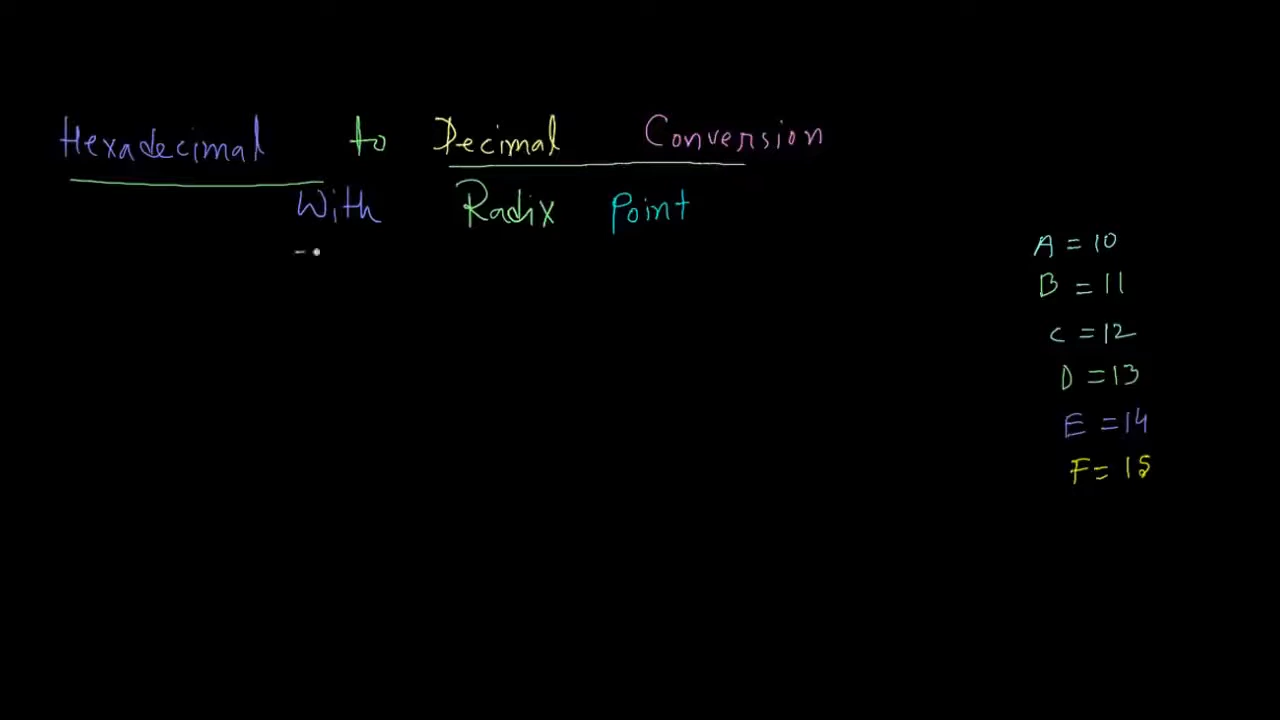 Hexadecimal to Decimal Conversion
With Radix Point
A = 10
B = 11
C = 12
D = 13
E = 14
F = 15